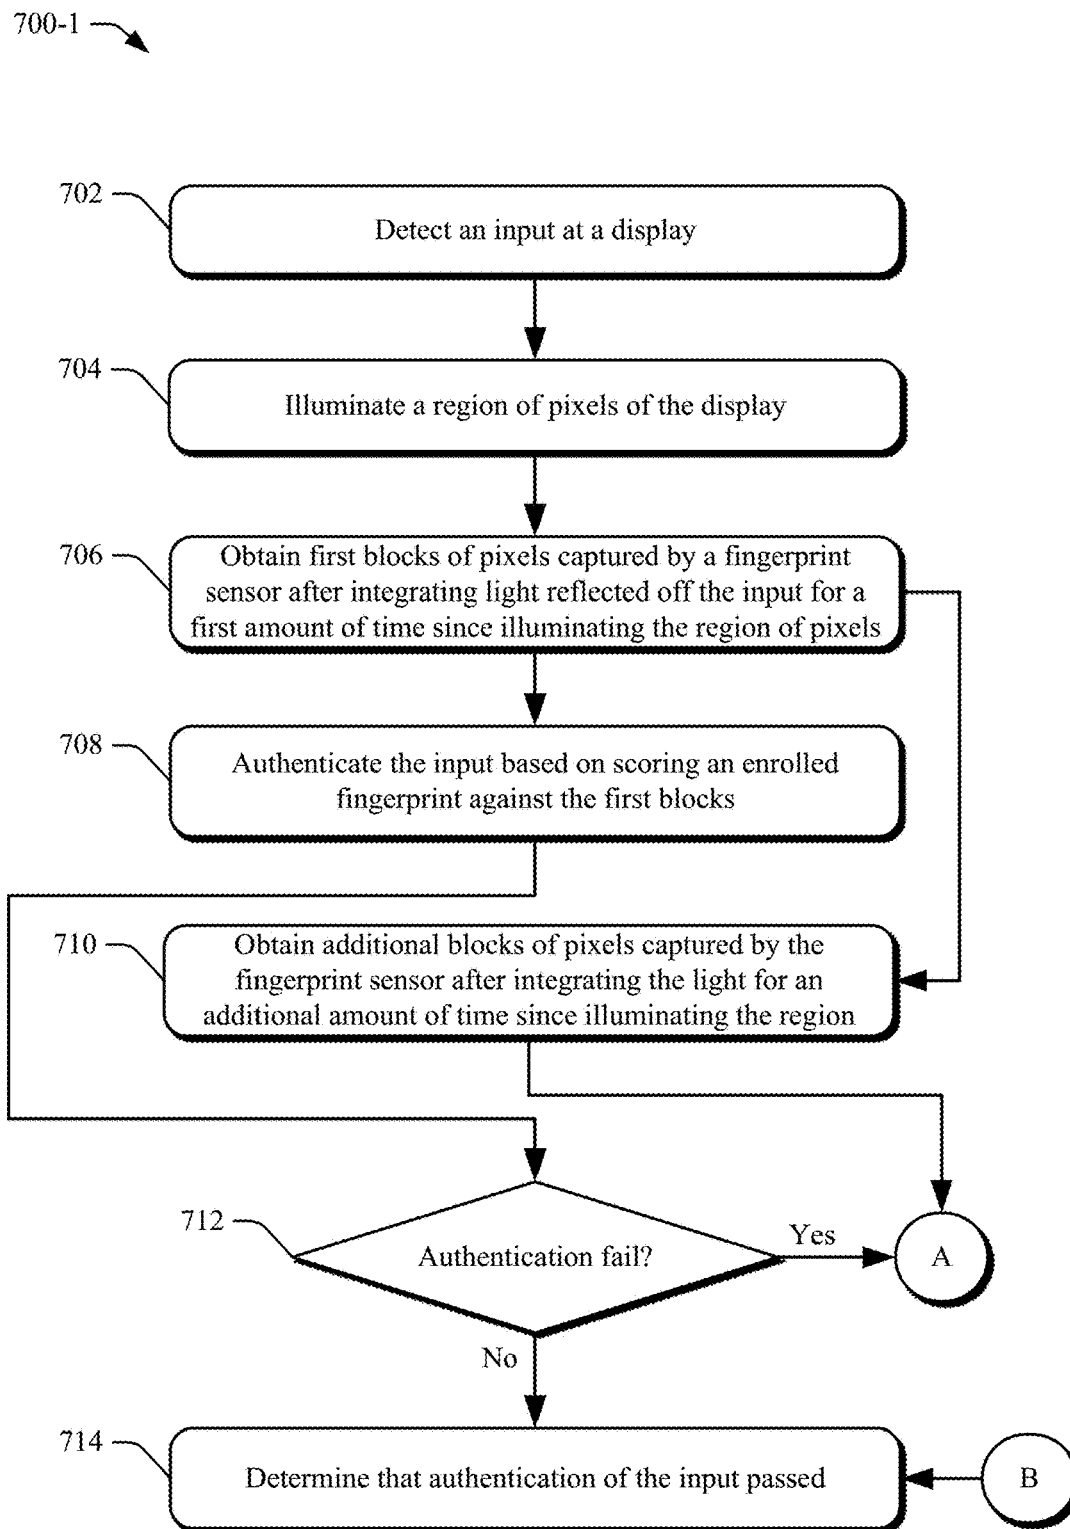 700-1
702
Detect an input at a display
704
Illuminate a region of pixels of the display
706
Obtain first blocks of pixels captured by a fingerprint
sensor after integrating light reflected off the input for a
first amount of time since illuminating the region of pixels
708
Authenticate the input based on scoring an enrolled
fingerprint against the first blocks
710
Obtain additional blocks of pixels captured by the
fingerprint sensor after integrating the light for an
additional amount of time since illuminating the region
712
Authentication fail?
Yes
A
No
714
Determine that authentication of the input passed
B